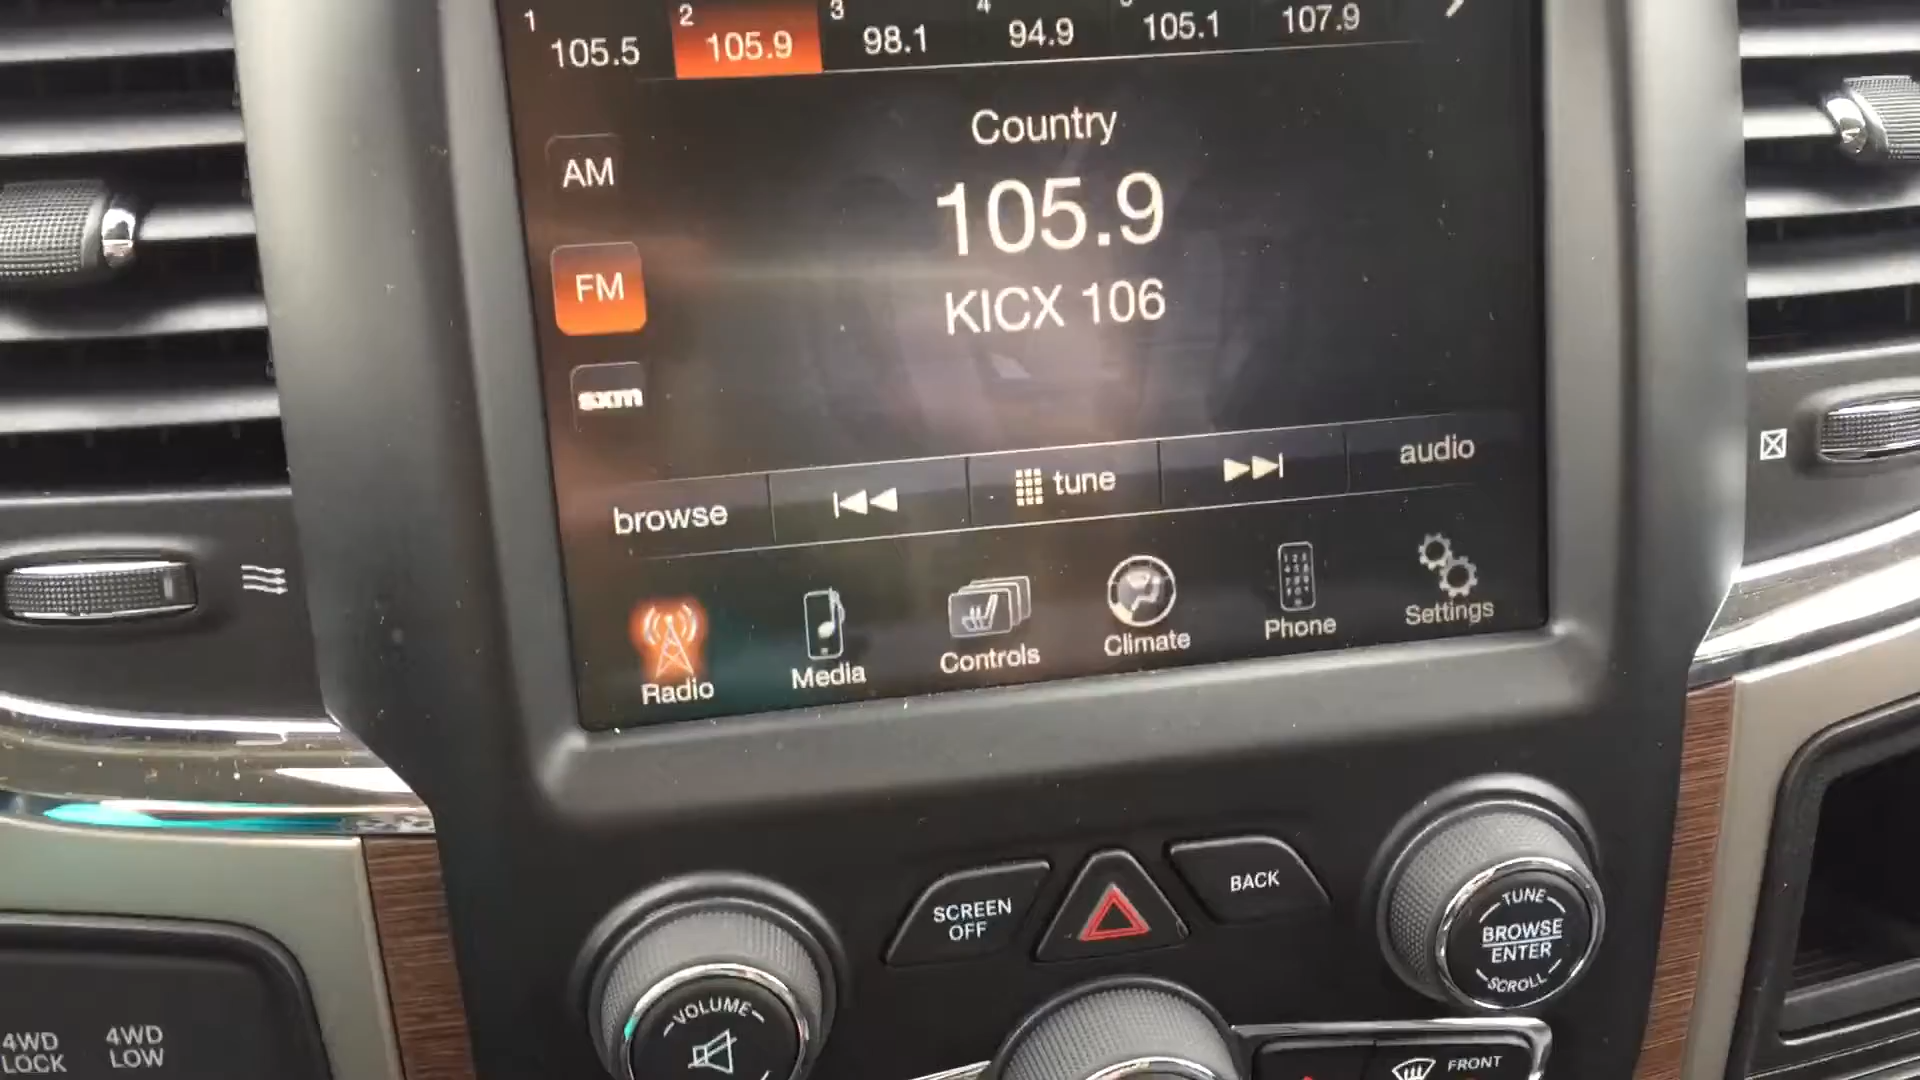 1 105.5
2 105.9
3 98.1
4 94.9
105.1
107.9
Country
AM
105.9
FM
KICX 106
sxm
browse
tune
audio
Radio
Media
Controls
Climate
Phone
Settings
SCREEN
OFF
BACK
TUNE
BROWSE
ENTER
SCROLL
VOLUME
4WD
LOCK
4WD
LOW
FRONT